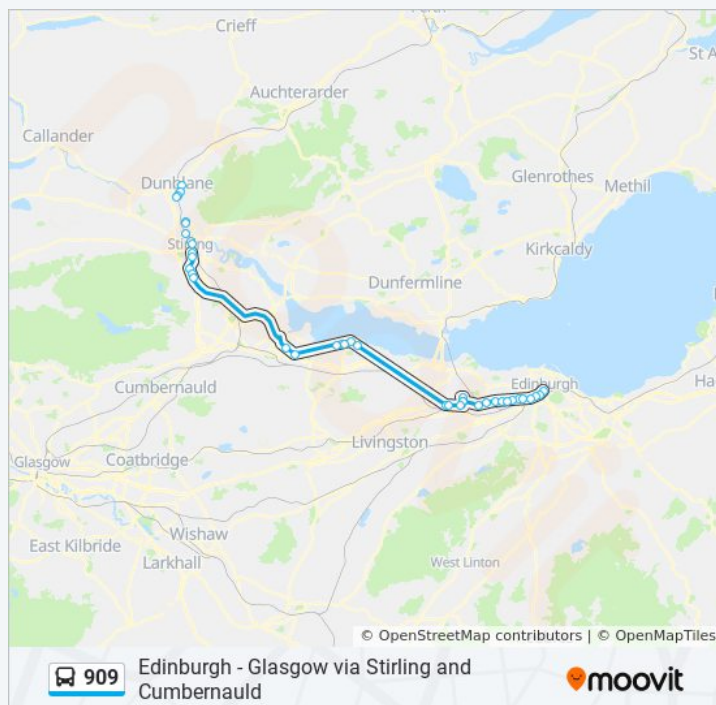 Crieff
St A
Auchterarder
Callander
Glenrothes
Methil
Dunblane
Kirkcaldy
Stirling
Dunfermline
Edinburgh
Ha
Cumbernauld
Livingston
Glasgow
Coatbridge
Wishaw
East Kilbride
Larkhall
West Linton
© OpenStreetMap contributors | © OpenMapTiles
909
Edinburgh - Glasgow via Stirling and
Cumbernauld
moovit